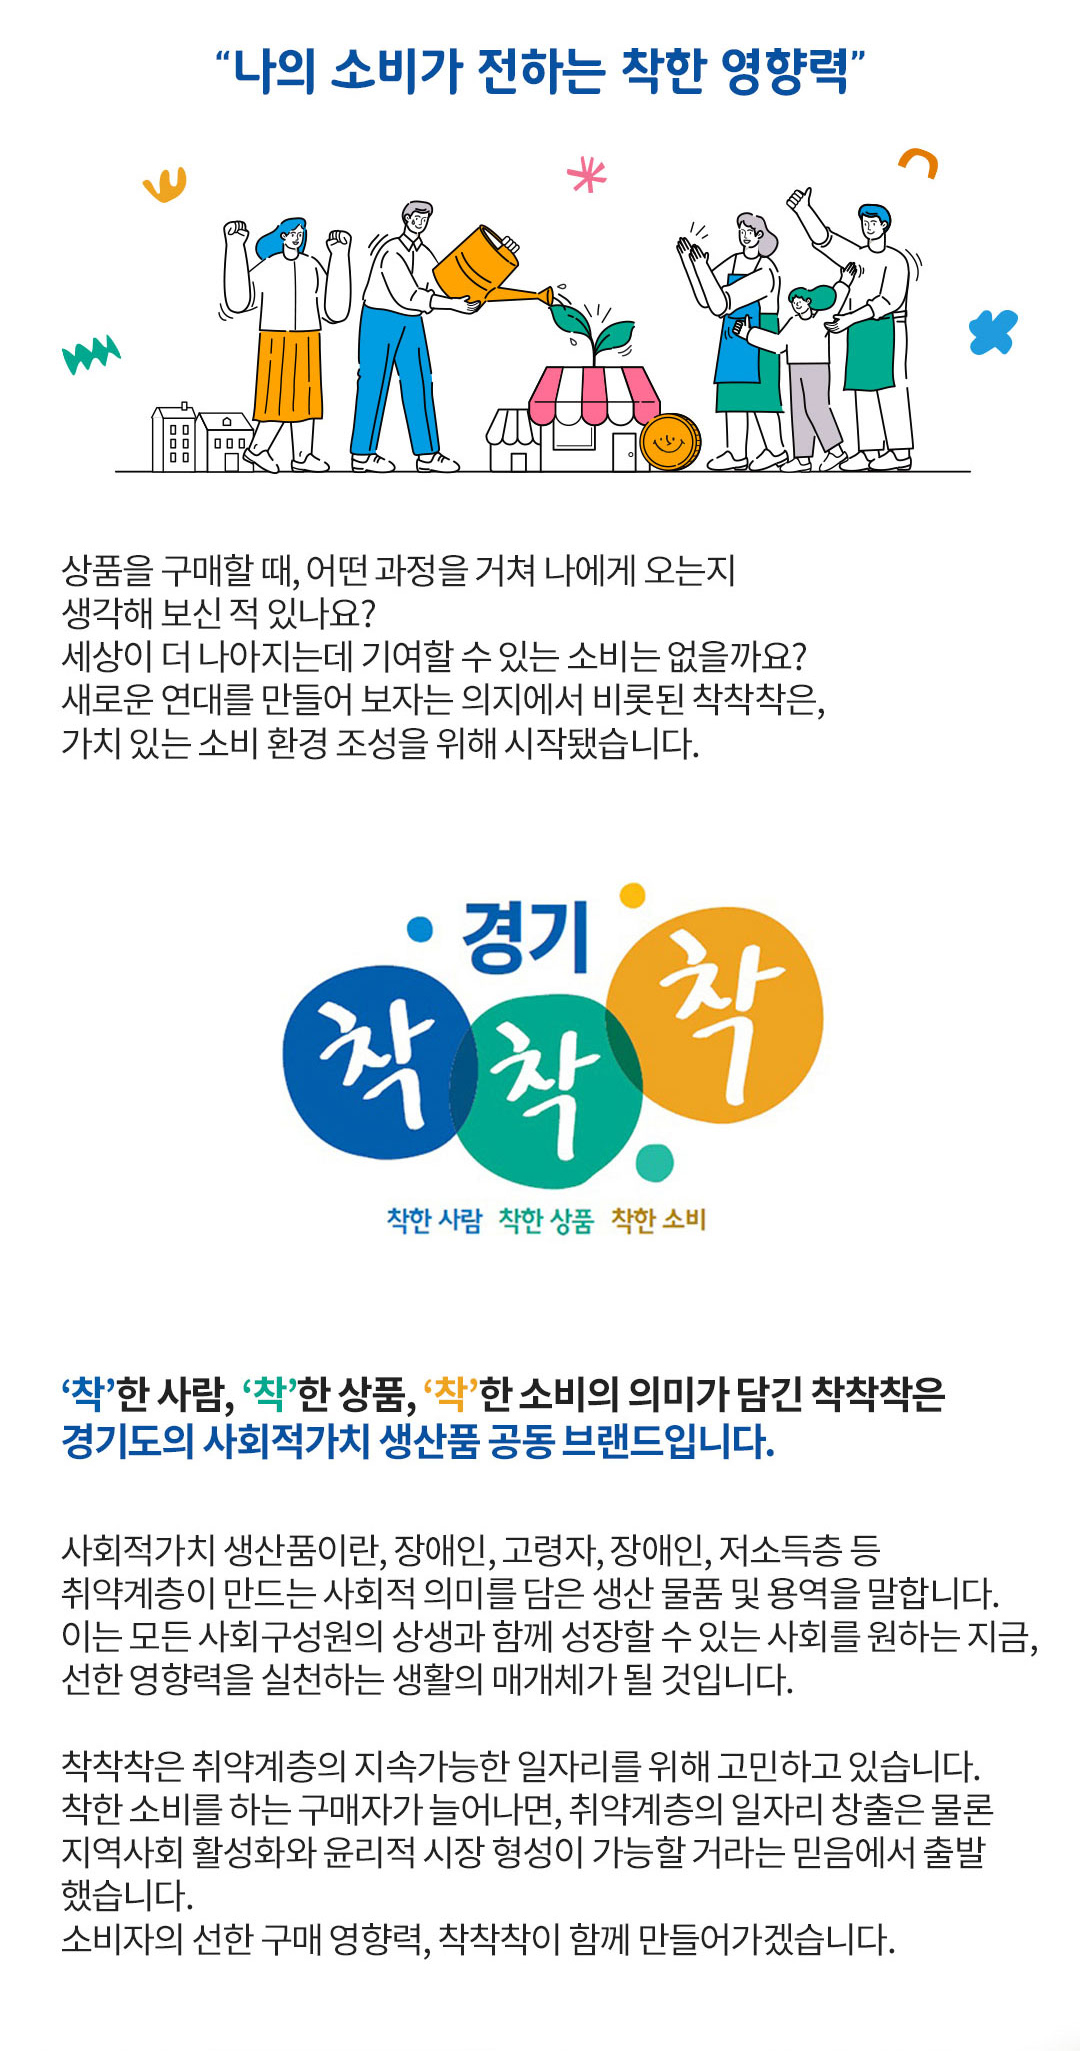 “나의 소비가 전하는 착한 영향력”
상품을 구매할 때, 어떤 과정을 거쳐 나에게 오는지
생각해 보신 적 있나요?
세상이 더 나아지는데 기여할 수 있는 소비는 없을까요?
새로운 연대를 만들어 보자는 의지에서 비롯된 착착착은,
가치 있는 소비 환경 조성을 위해 시작됐습니다.
경기
착 착 착
착한 사람 착한 상품 착한 소비
‘착’한 사람, ‘착’한 상품, ‘착’한 소비의 의미가 담긴 착착착은
경기도의 사회적가치 생산품 공동 브랜드입니다.
사회적가치 생산품이란, 장애인, 고령자, 장애인, 저소득층 등
취약계층이 만드는 사회적 의미를 담은 생산 물품 및 용역을 말합니다.
이는 모든 사회구성원의 상생과 함께 성장할 수 있는 사회를 원하는 지금,
선한 영향력을 실천하는 생활의 매개체가 될 것입니다.
착착착은 취약계층의 지속가능한 일자리를 위해 고민하고 있습니다.
착한 소비를 하는 구매자가 늘어나면, 취약계층의 일자리 창출은 물론
지역사회 활성화와 윤리적 시장 형성이 가능할 거라는 믿음에서 출발
했습니다.
소비자의 선한 구매 영향력, 착착착이 함께 만들어가겠습니다.